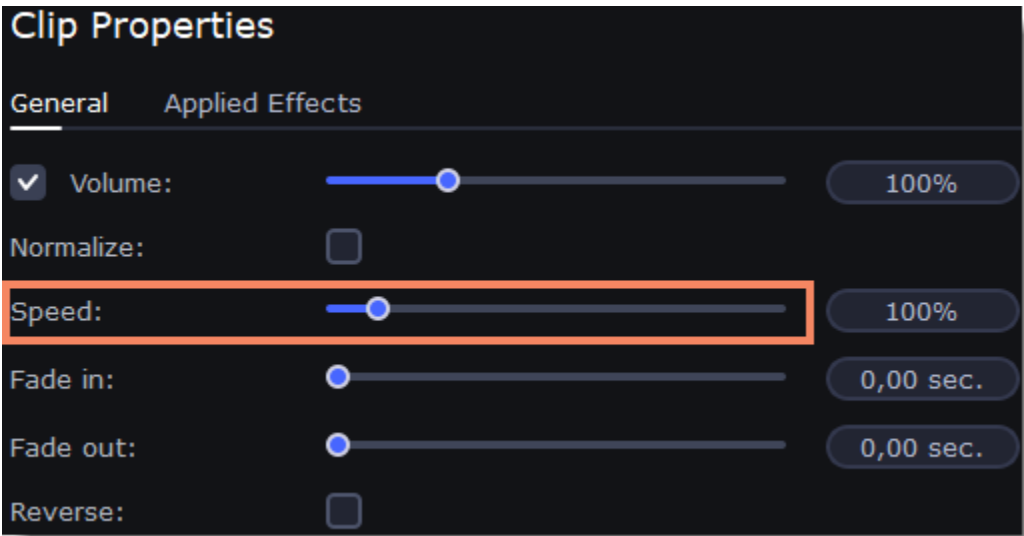 Clip Properties
General Applied Effects
Volume: 100%
Normalize:
Speed: 100%
Fade in: 0,00 sec.
Fade out: 0,00 sec.
Reverse: